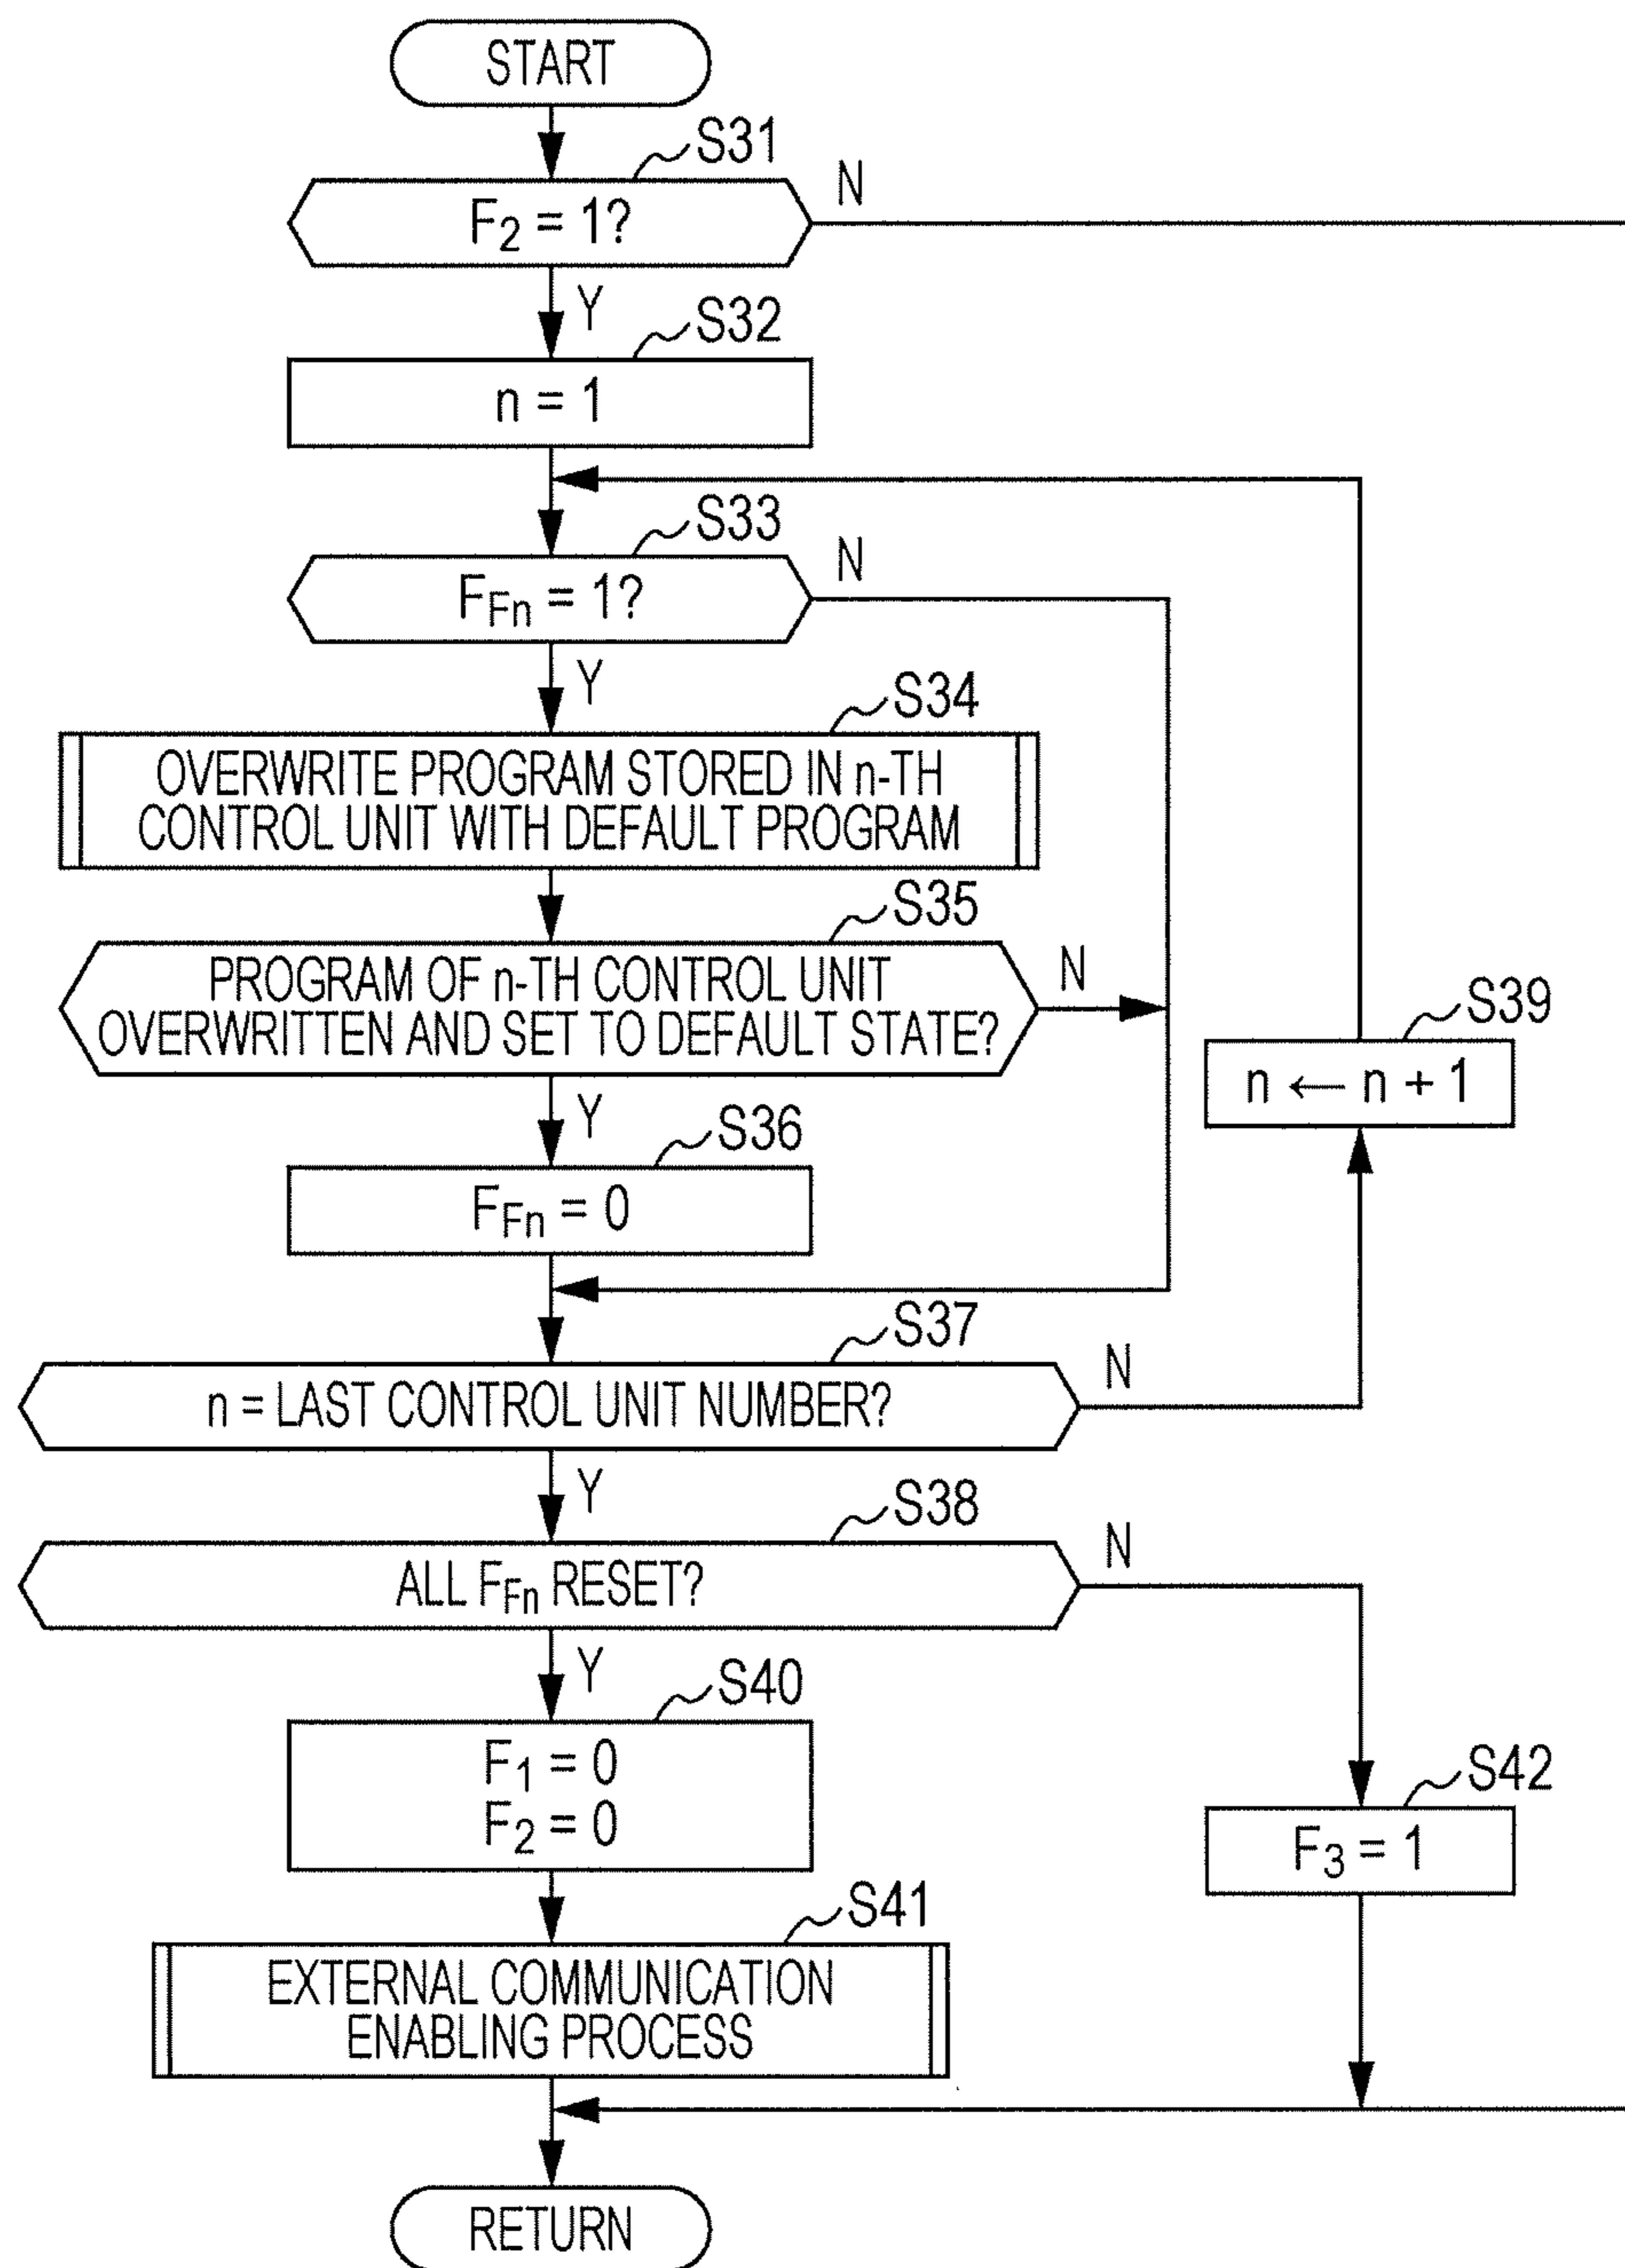 START
S31
F₂ = 1?
N
Y
S32
n = 1
S33
F_Fn = 1?
N
Y
S34
OVERWRITE PROGRAM STORED IN n-TH
CONTROL UNIT WITH DEFAULT PROGRAM
S35
PROGRAM OF n-TH CONTROL UNIT
OVERWRITTEN AND SET TO DEFAULT STATE?
N
S39
n ← n + 1
Y
S36
F_Fn = 0
S37
n = LAST CONTROL UNIT NUMBER?
N
Y
S38
ALL F_Fn RESET?
N
Y
S40
F₁ = 0
F₂ = 0
S42
F₃ = 1
S41
EXTERNAL COMMUNICATION
ENABLING PROCESS
RETURN